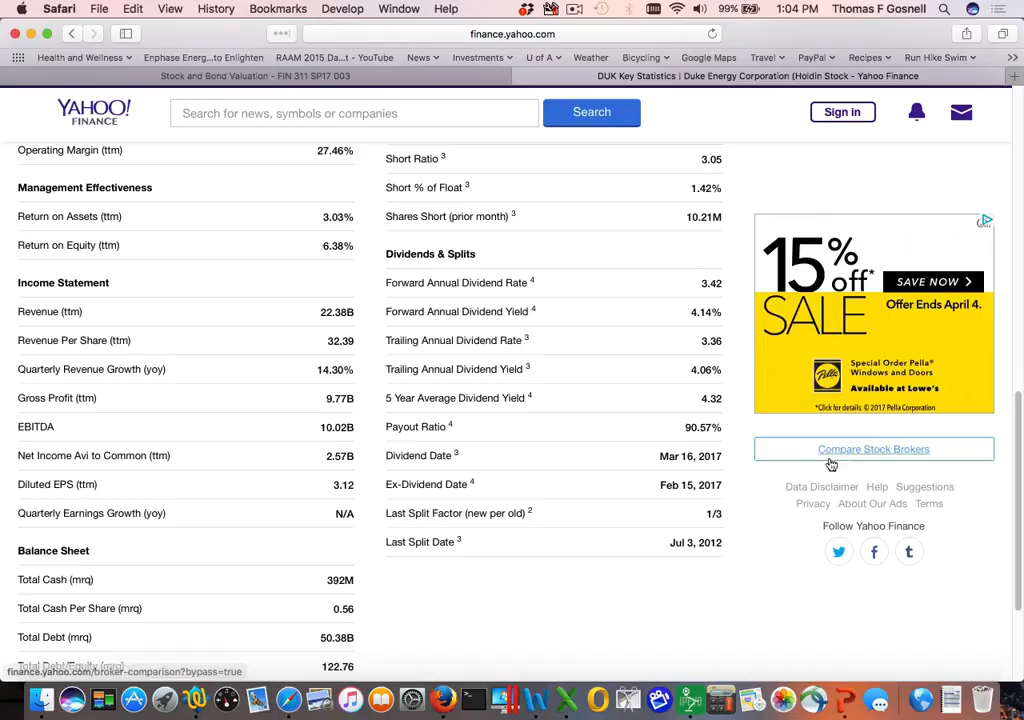 Safari File Edit View History Bookmarks Develop Window Help 99% 1:04 PM Thomas F Gosnell
finance.yahoo.com
Health and Wellness Enphase Energ...to Enlighten RAAM 2015 Da...t - YouTube News Investments U of A Weather Bicycling Google Maps Travel PayPal Recipes Run Hike Swim
Stock and Bond Valuation - FIN 311 SP17 003
DUK Key Statistics | Duke Energy Corporation (Holdin Stock - Yahoo Finance
YAHOO!
FINANCE
Search for news, symbols or companies
Search
Sign in
Operating Margin (ttm) 27.46%
Management Effectiveness
Return on Assets (ttm) 3.03%
Return on Equity (ttm) 6.38%
Income Statement
Revenue (ttm) 22.38B
Revenue Per Share (ttm) 32.39
Quarterly Revenue Growth (yoy) 14.30%
Gross Profit (ttm) 9.77B
EBITDA 10.02B
Net Income Avi to Common (ttm) 2.57B
Diluted EPS (ttm) 3.12
Quarterly Earnings Growth (yoy) N/A
Balance Sheet
Total Cash (mrq) 392M
Total Cash Per Share (mrq) 0.56
Total Debt (mrq) 50.38B
Total Debt/Equity (mrq) 122.76
finance.yahoo.com/broker-comparison?bypass=true
Short Ratio 3 3.05
Short % of Float 3 1.42%
Shares Short (prior month) 3 10.21M
Dividends & Splits
Forward Annual Dividend Rate 4 3.42
Forward Annual Dividend Yield 4 4.14%
Trailing Annual Dividend Rate 3 3.36
Trailing Annual Dividend Yield 3 4.06%
5 Year Average Dividend Yield 4 4.32
Payout Ratio 4 90.57%
Dividend Date 3 Mar 16, 2017
Ex-Dividend Date 4 Feb 15, 2017
Last Split Factor (new per old) 2 1/3
Last Split Date 3 Jul 3, 2012
15% off*
SALE
SAVE NOW
Offer Ends April 4.
Pella
Special Order Pella®
Windows and Doors
Available at Lowe's
*Click for details. © 2017 Pella Corporation
Compare Stock Brokers
Data Disclaimer Help Suggestions
Privacy About Our Ads Terms
Follow Yahoo Finance